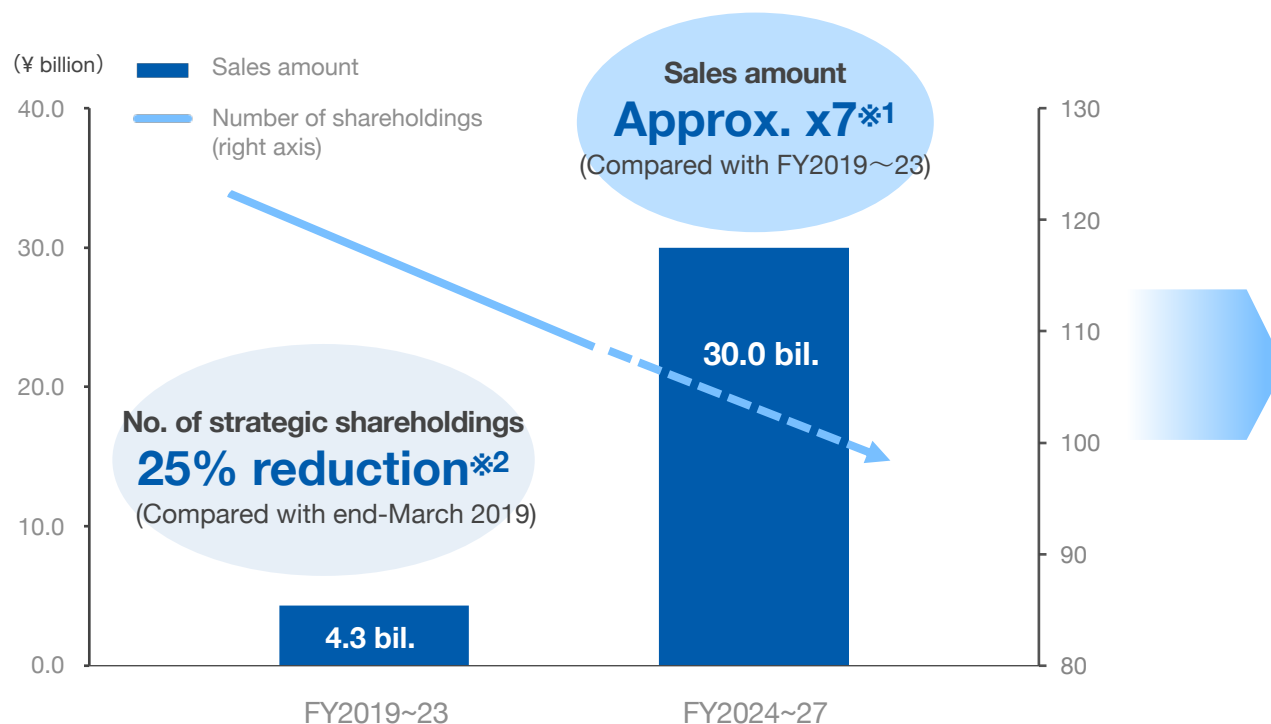 (¥ billion)
Sales amount
Number of shareholdings
(right axis)
Sales amount
Approx. x7※1
(Compared with FY2019～23)
No. of strategic shareholdings
25% reduction※2
(Compared with end-March 2019)
40.0
30.0
20.0
10.0
0.0
130
120
110
100
90
80
4.3 bil.
30.0 bil.
FY2019~23
FY2024~27